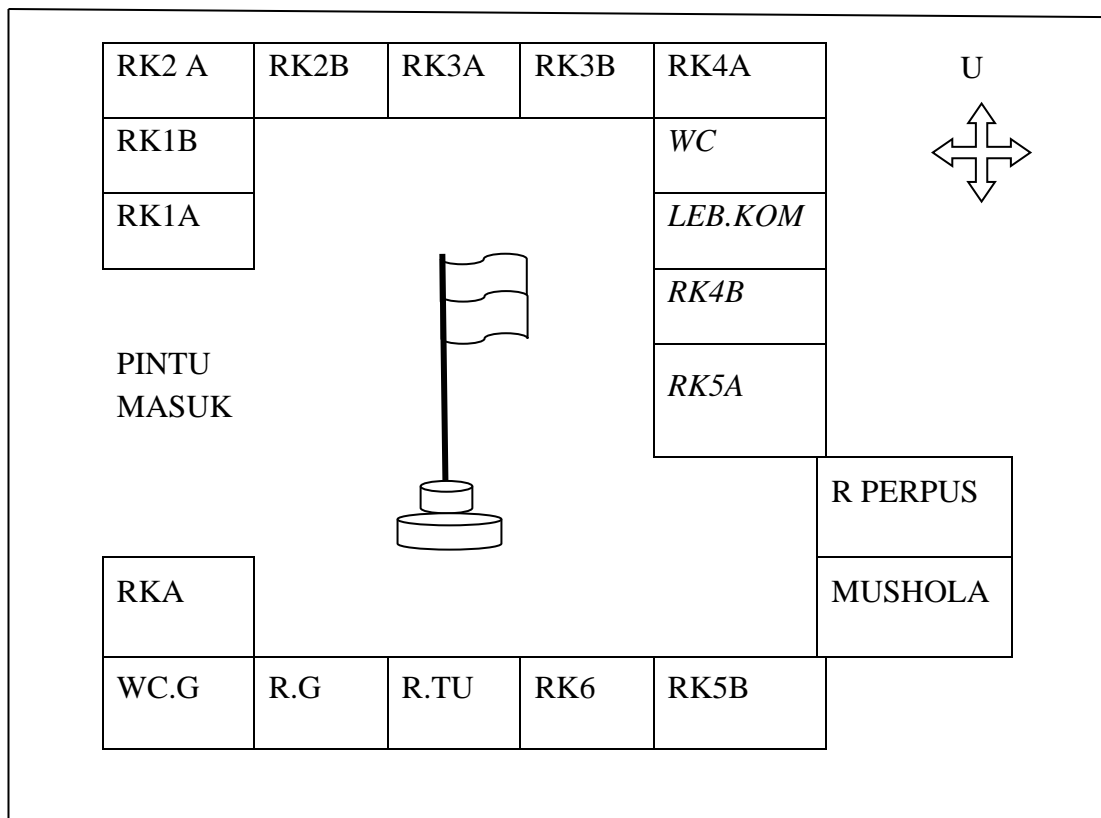 RK2 A RK2B RK3A RK3B RK4A U
RK1B WC
RK1A LEB.KOM
RK4B
PINTU
MASUK
RK5A
R PERPUS
RKA MUSHOLA
WC.G R.G R.TU RK6 RK5B